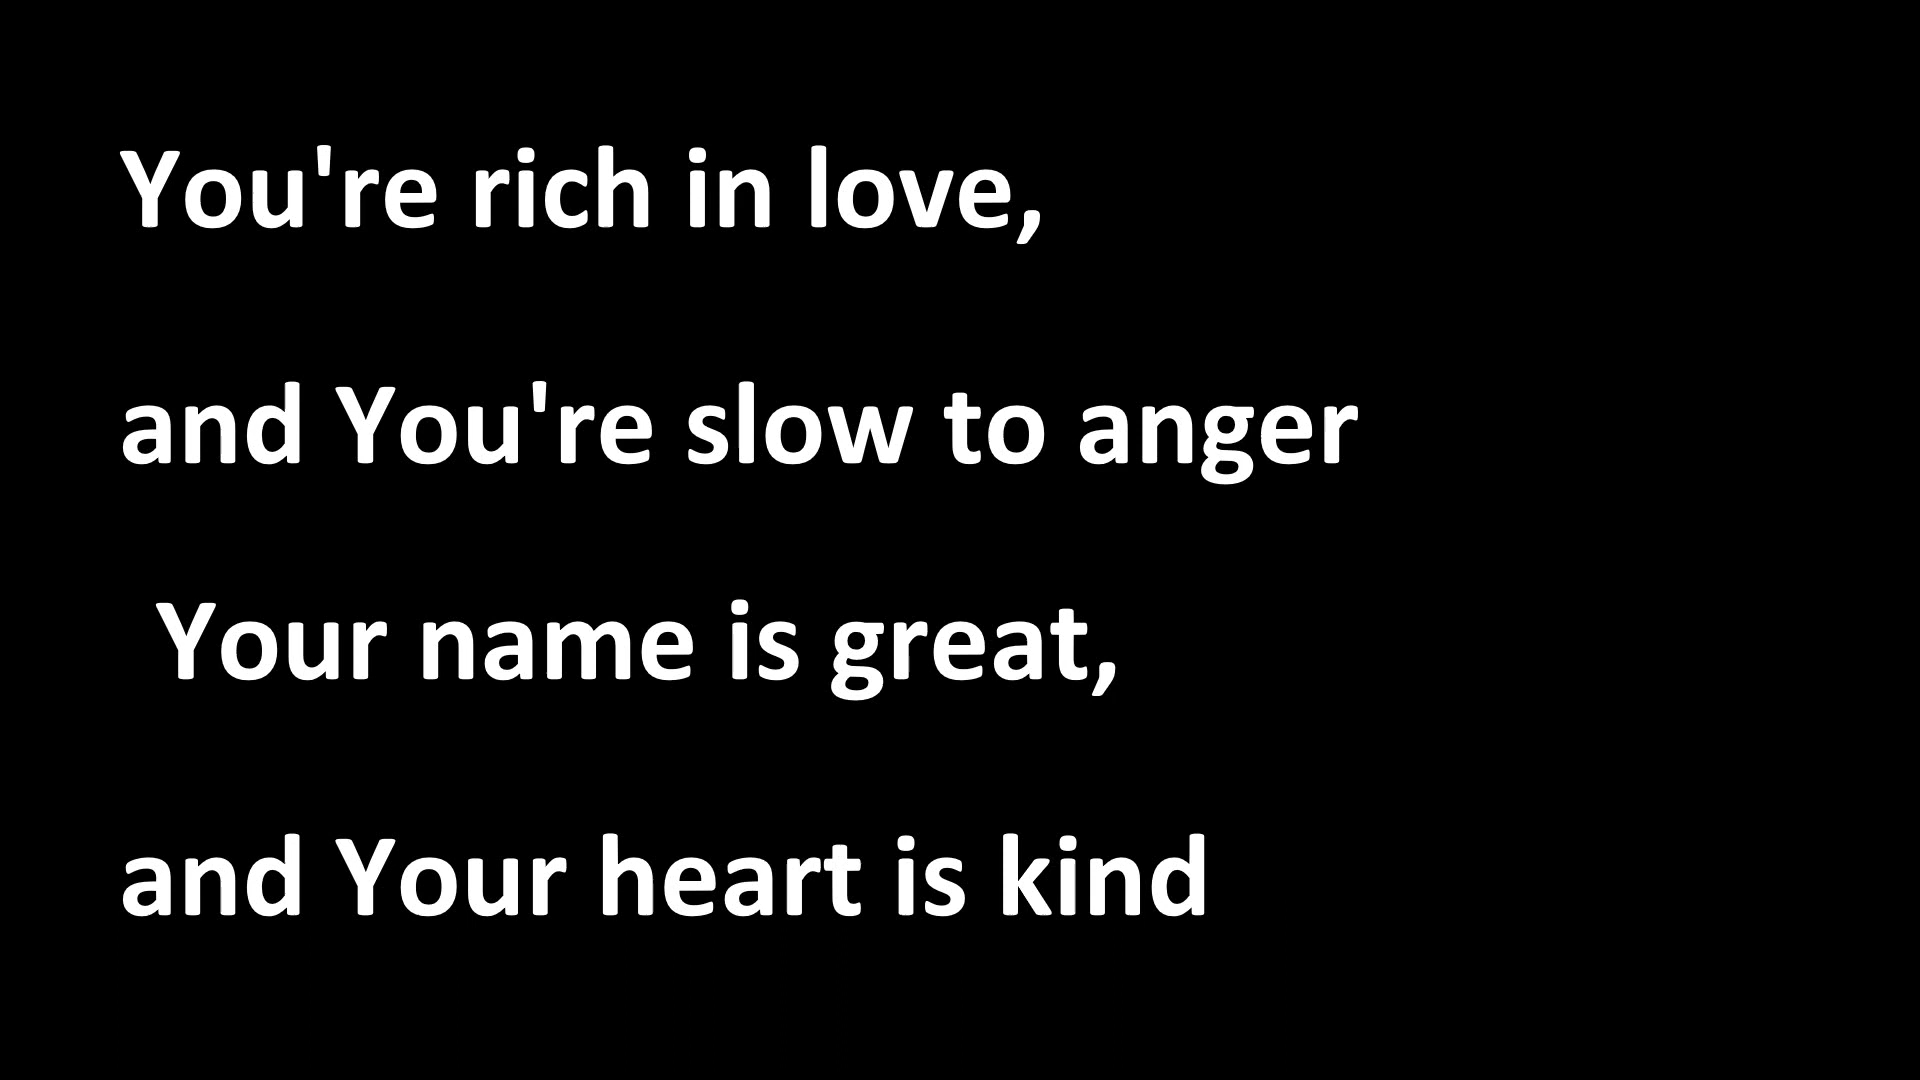 You're rich in love,
and You're slow to anger
Your name is great,
and Your heart is kind